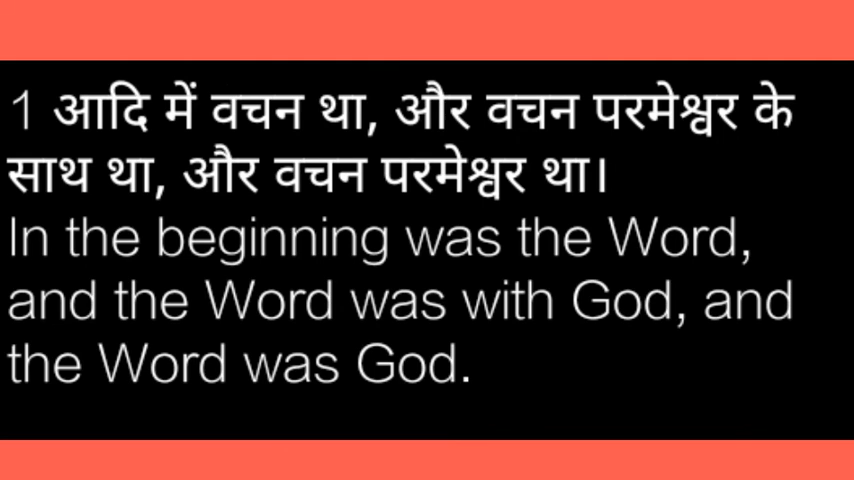 1 आदि में वचन था, और वचन परमेश्वर के
साथ था, और वचन परमेश्वर था।
In the beginning was the Word,
and the Word was with God, and
the Word was God.